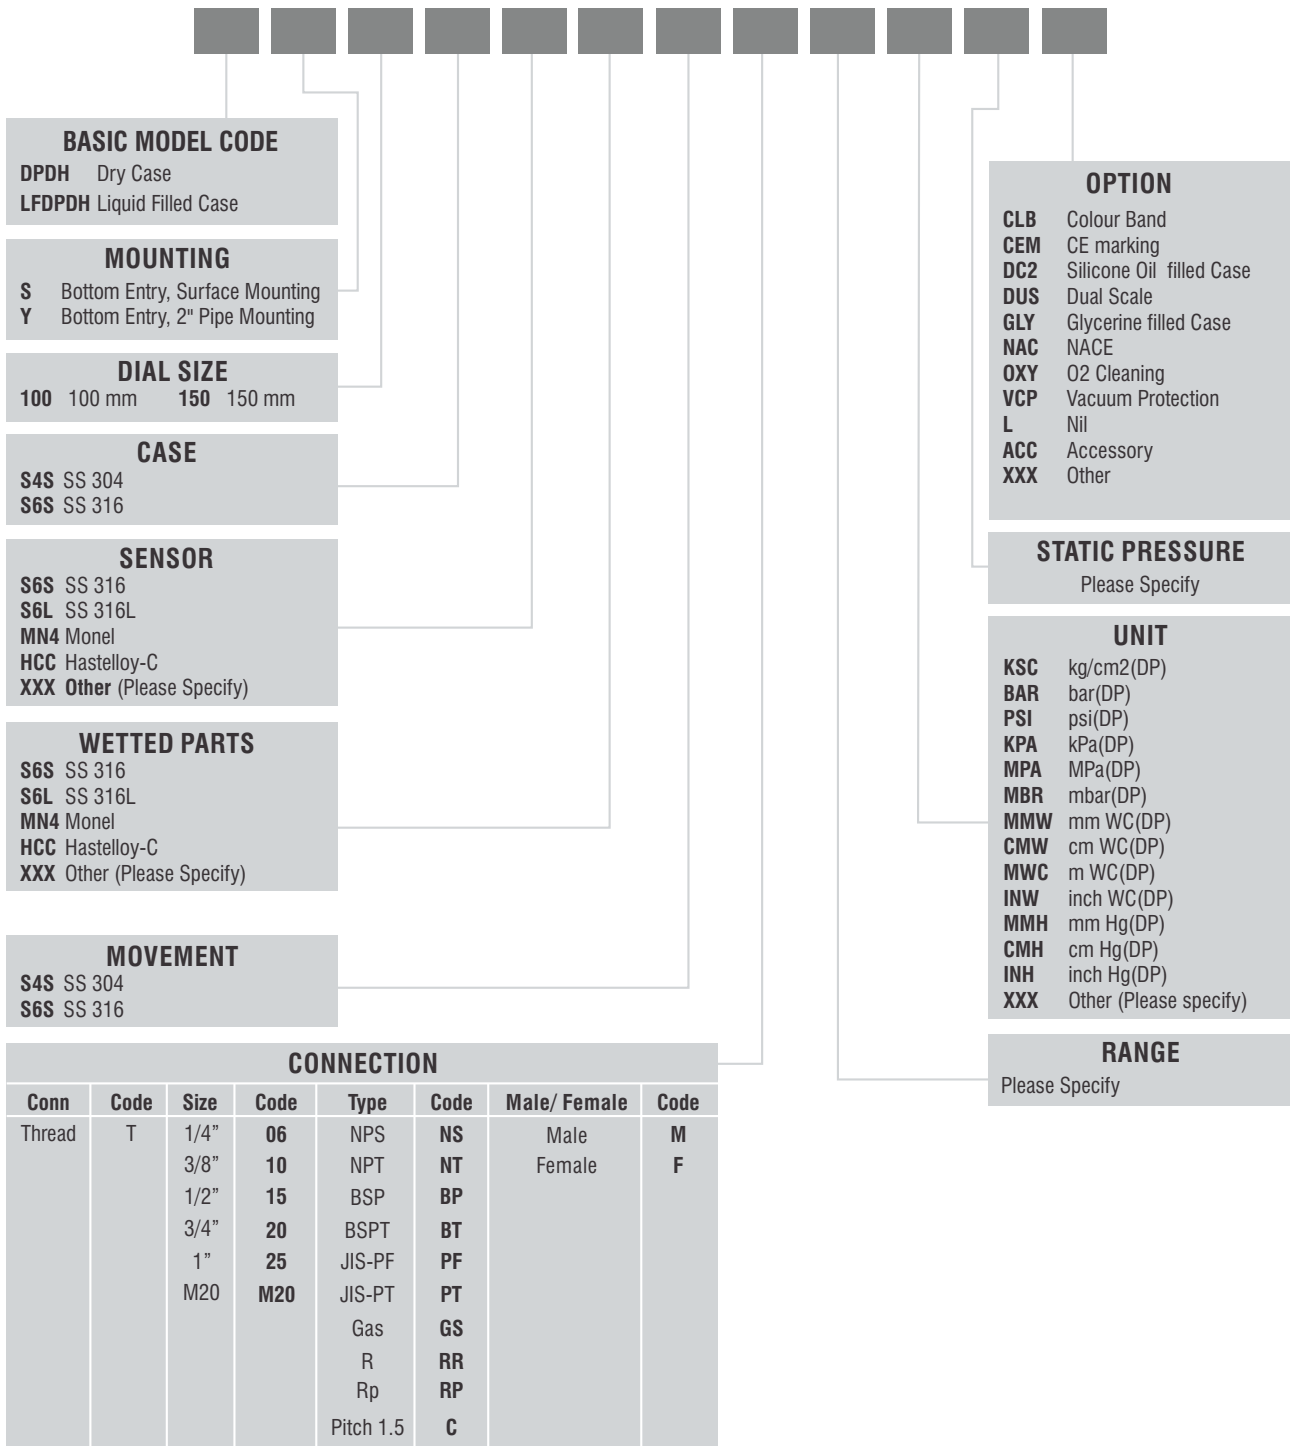 BASIC MODEL CODE
DPDH Dry Case
LFDPDH Liquid Filled Case
MOUNTING
S Bottom Entry, Surface Mounting
Y Bottom Entry, 2" Pipe Mounting
DIAL SIZE
100 100 mm 150 150 mm
CASE
S4S SS 304
S6S SS 316
SENSOR
S6S SS 316
S6L SS 316L
MN4 Monel
HCC Hastelloy-C
XXX Other (Please Specify)
WETTED PARTS
S6S SS 316
S6L SS 316L
MN4 Monel
HCC Hastelloy-C
XXX Other (Please Specify)
MOVEMENT
S4S SS 304
S6S SS 316
CONNECTION
Conn Code Size Code Type Code Male/ Female Code
Thread T 1/4” 06 NPS NS Male M
3/8” 10 NPT NT Female F
1/2” 15 BSP BP
3/4” 20 BSPT BT
1” 25 JIS-PF PF
M20 M20 JIS-PT PT
Gas GS
R RR
Rp RP
Pitch 1.5 C
OPTION
CLB Colour Band
CEM CE marking
DC2 Silicone Oil filled Case
DUS Dual Scale
GLY Glycerine filled Case
NAC NACE
OXY O2 Cleaning
VCP Vacuum Protection
L Nil
ACC Accessory
XXX Other
STATIC PRESSURE
Please Specify
UNIT
KSC kg/cm2(DP)
BAR bar(DP)
PSI psi(DP)
KPA kPa(DP)
MPA MPa(DP)
MBR mbar(DP)
MMW mm WC(DP)
CMW cm WC(DP)
MWC m WC(DP)
INW inch WC(DP)
MMH mm Hg(DP)
CMH cm Hg(DP)
INH inch Hg(DP)
XXX Other (Please specify)
RANGE
Please Specify